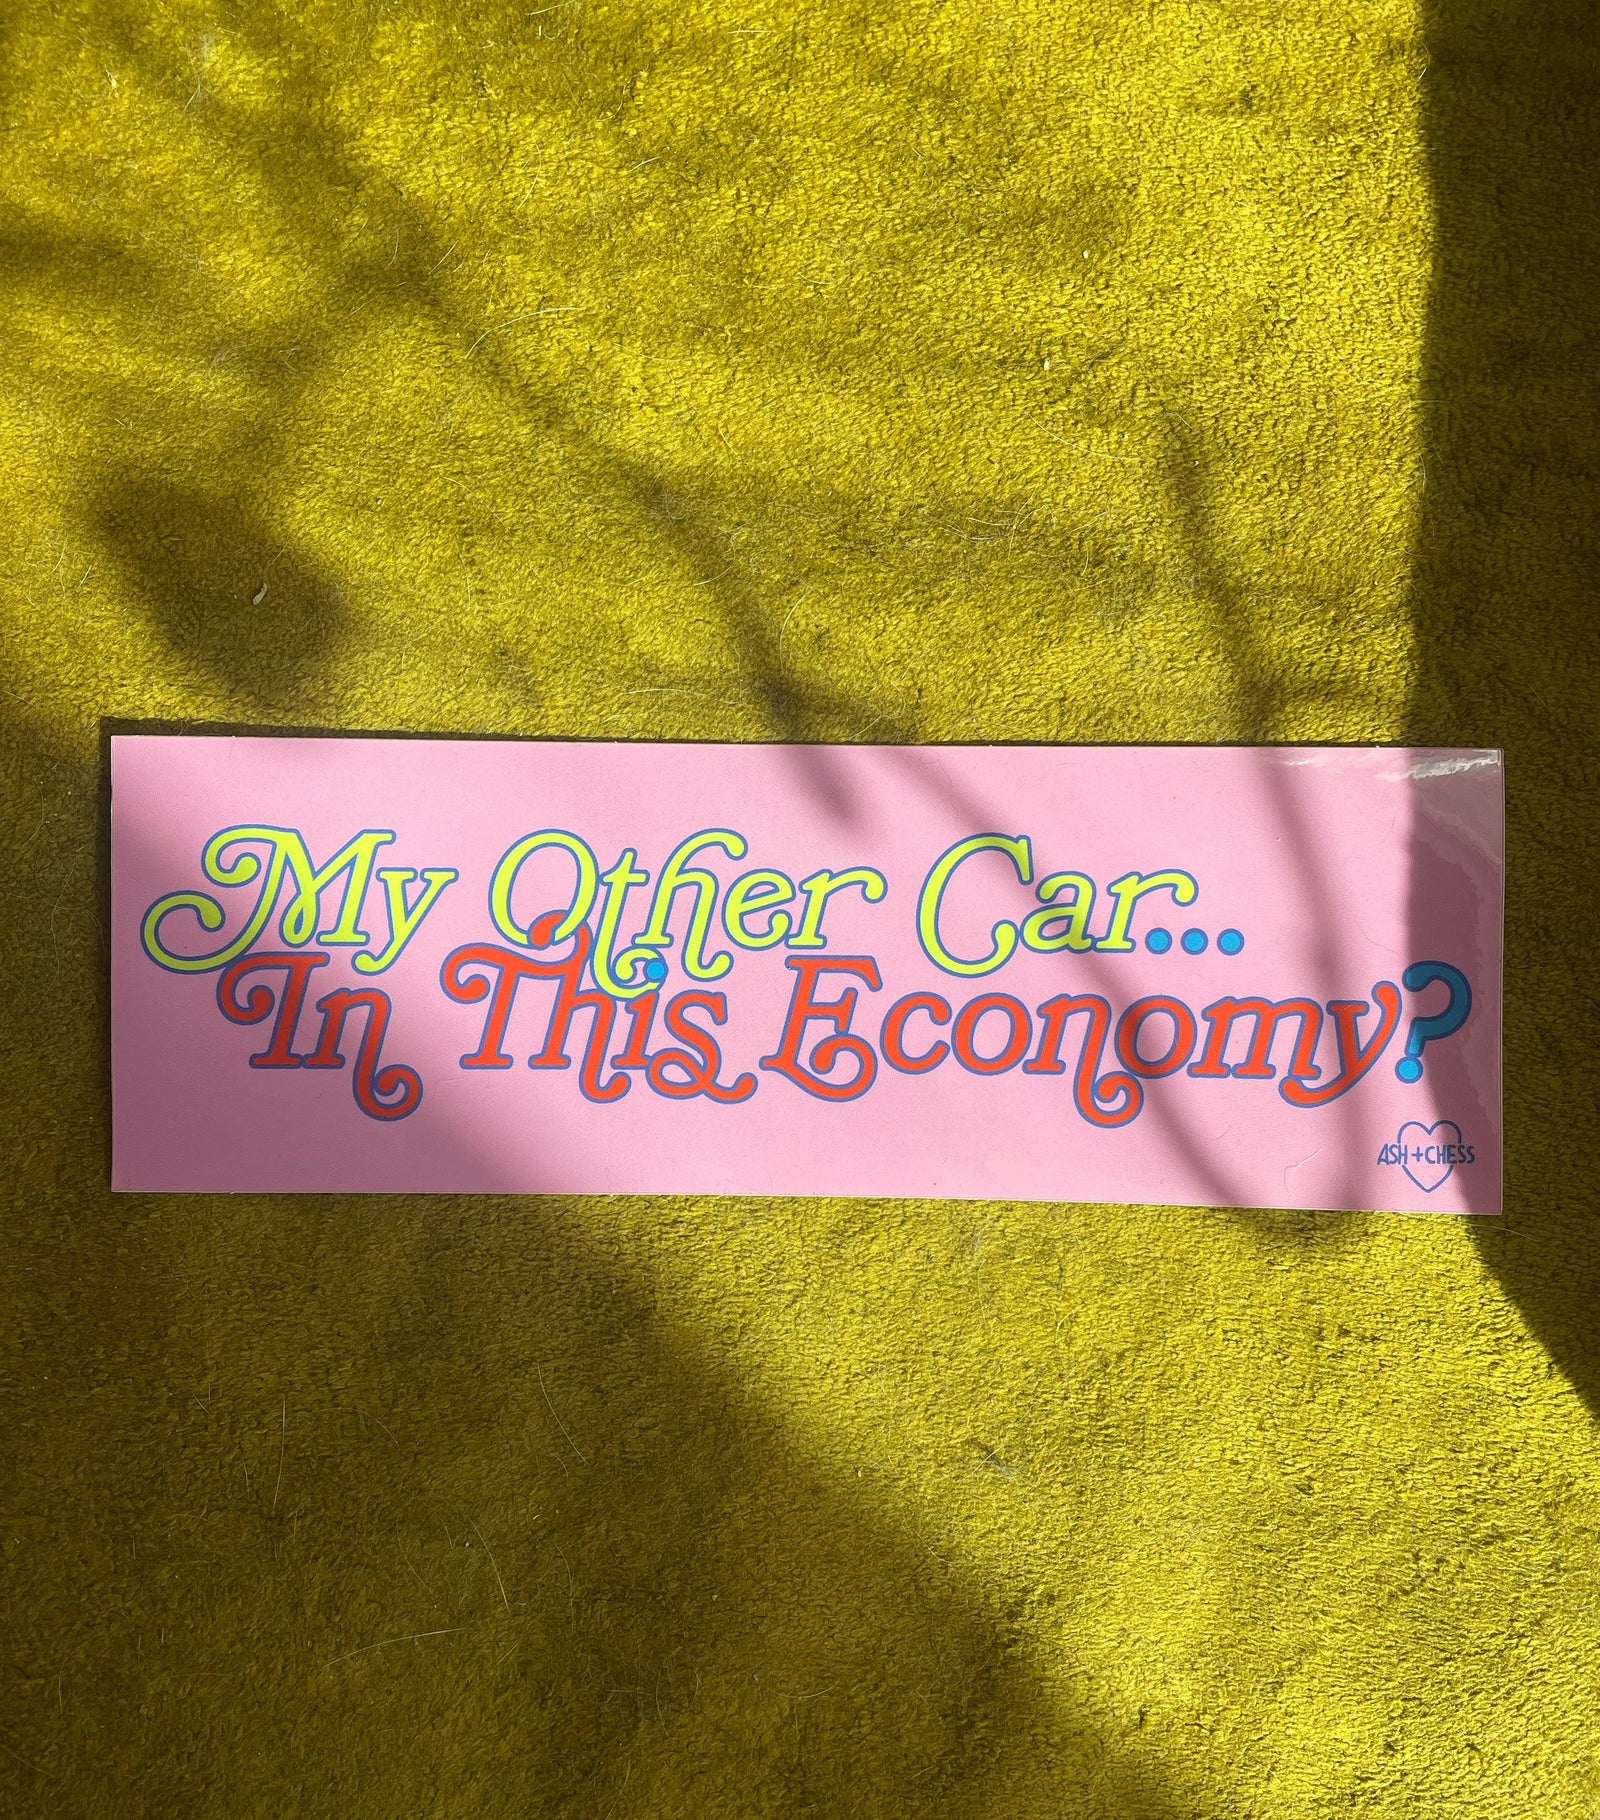 My Other Car...
In This Economy?
ASH + CHESS